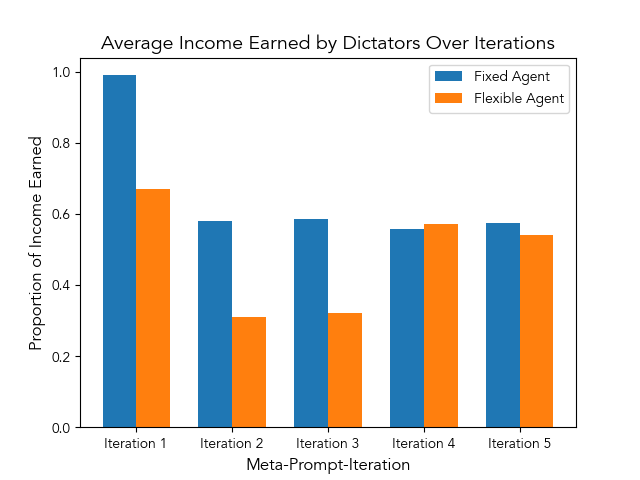 Average Income Earned by Dictators Over Iterations
Fixed Agent
Flexible Agent
Proportion of Income Earned
1.0
0.8
0.6
0.4
0.2
0.0
Iteration 1
Iteration 2
Iteration 3
Iteration 4
Iteration 5
Meta-Prompt-Iteration